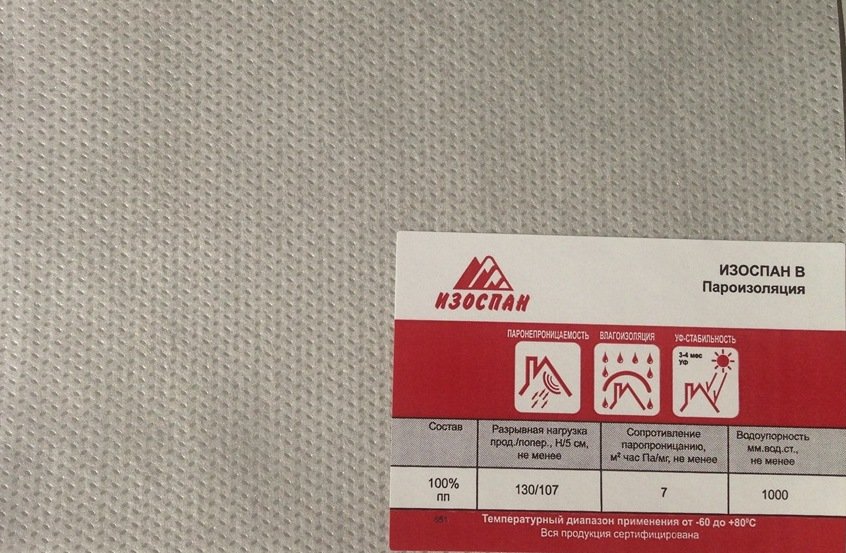 ИЗОСПАН
ИЗОСПАН В
Пароизоляция
ПАРОНЕПРОНИЦАЕМОСТЬ
ВЛАГОИЗОЛЯЦИЯ
УФ-СТАБИЛЬНОСТЬ
3-4 мес
УФ
Состав
Разрывная нагрузка
прод./попер., Н/5 см,
не менее
Сопротивление
паропроницанию,
м² час Па/мг, не менее
Водоупорность
мм.вод.ст.,
не менее
100%
пп
130/107
7
1000
Температурный диапазон применения от -60 до +80⁰С
Вся продукция сертифицирована